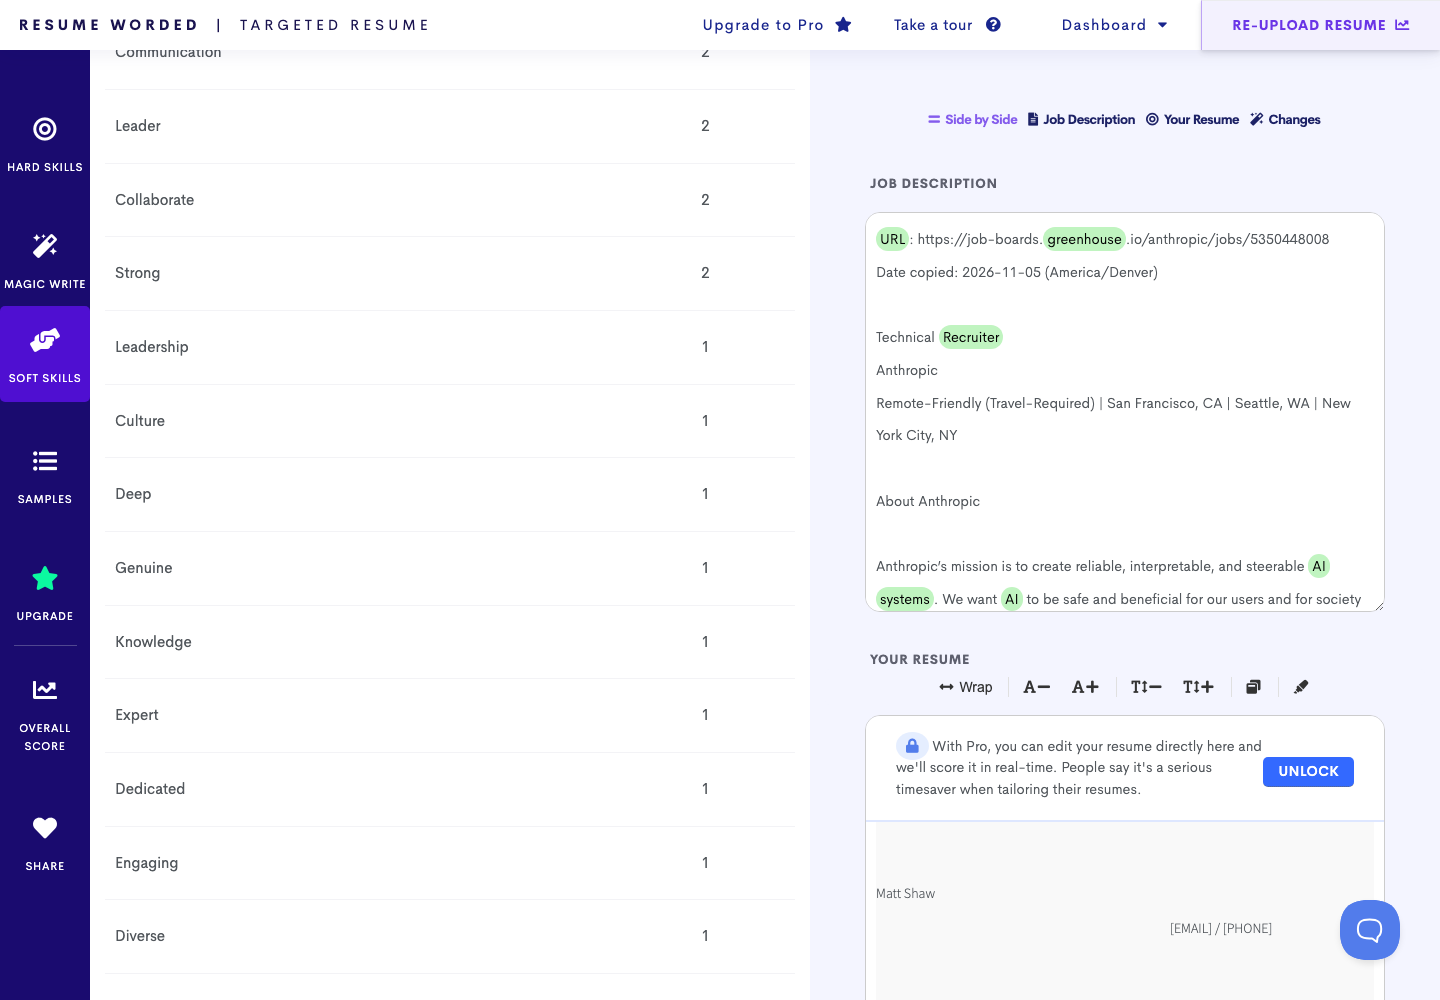 RESUME WORDED | TARGETED RESUME
Upgrade to Pro
Take a tour
Dashboard
RE-UPLOAD RESUME
HARD SKILLS
MAGIC WRITE
SOFT SKILLS
SAMPLES
UPGRADE
OVERALL
SCORE
SHARE
Communication 2
Leader 2
Collaborate 2
Strong 2
Leadership 1
Culture 1
Deep 1
Genuine 1
Knowledge 1
Expert 1
Dedicated 1
Engaging 1
Diverse 1
Side by Side Job Description Your Resume Changes
JOB DESCRIPTION
URL: https://job-boards.greenhouse.io/anthropic/jobs/5350448008
Date copied: 2026-11-05 (America/Denver)
Technical Recruiter
Anthropic
Remote-Friendly (Travel-Required) | San Francisco, CA | Seattle, WA | New
York City, NY
About Anthropic
Anthropic’s mission is to create reliable, interpretable, and steerable AI
systems. We want AI to be safe and beneficial for our users and for society
YOUR RESUME
Wrap A A T T
With Pro, you can edit your resume directly here and
we'll score it in real-time. People say it's a serious
timesaver when tailoring their resumes.
UNLOCK
Matt Shaw
[EMAIL] / [PHONE]